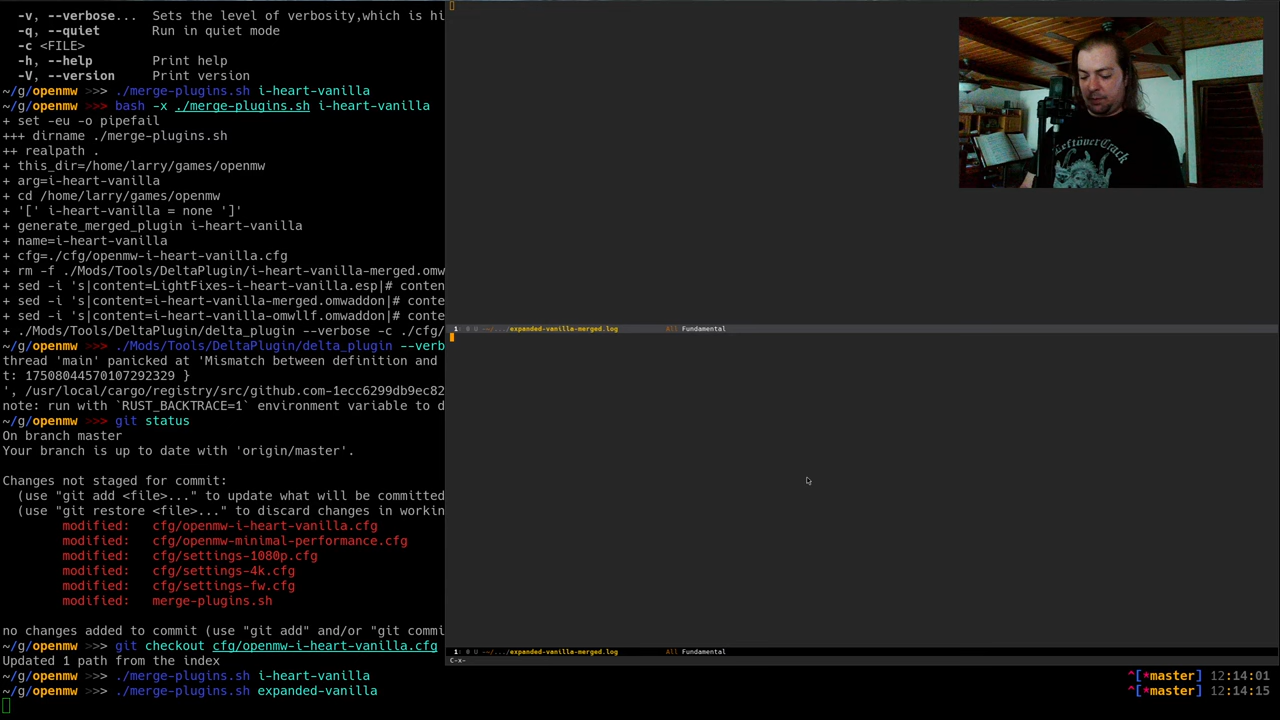 -v, --verbose...  Sets the level of verbosity,which is hi
-q, --quiet       Run in quiet mode
-c <FILE>
-h, --help        Print help
-V, --version     Print version
~/g/openmw >>> ./merge-plugins.sh i-heart-vanilla
~/g/openmw >>> bash -x ./merge-plugins.sh i-heart-vanilla
+ set -eu -o pipefail
+++ dirname ./merge-plugins.sh
++ realpath .
+ this_dir=/home/larry/games/openmw
+ arg=i-heart-vanilla
+ cd /home/larry/games/openmw
+ '[' i-heart-vanilla = none ']'
+ generate_merged_plugin i-heart-vanilla
+ name=i-heart-vanilla
+ cfg=./cfg/openmw-i-heart-vanilla.cfg
+ rm -f ./Mods/Tools/DeltaPlugin/i-heart-vanilla-merged.omw
+ sed -i 's|content=LightFixes-i-heart-vanilla.esp|# conten
+ sed -i 's|content=i-heart-vanilla-merged.omwaddon|# conte
+ sed -i 's|content=i-heart-vanilla-omwllf.omwaddon|# conte
+ ./Mods/Tools/DeltaPlugin/delta_plugin --verbose -c ./cfg/
~/g/openmw >>> ./Mods/Tools/DeltaPlugin/delta_plugin --verb
thread 'main' panicked at 'Mismatch between definition and
t: 17508044570107292329 }
', /usr/local/cargo/registry/src/github.com-1ecc6299db9ec82
note: run with `RUST_BACKTRACE=1` environment variable to d
~/g/openmw >>> git status
On branch master
Your branch is up to date with 'origin/master'.
Changes not staged for commit:
(use "git add <file>..." to update what will be committed
(use "git restore <file>..." to discard changes in workin
modified:   cfg/openmw-i-heart-vanilla.cfg
modified:   cfg/openmw-minimal-performance.cfg
modified:   cfg/settings-1080p.cfg
modified:   cfg/settings-4k.cfg
modified:   cfg/settings-fw.cfg
modified:   merge-plugins.sh
no changes added to commit (use "git add" and/or "git commi
~/g/openmw >>> git checkout cfg/openmw-i-heart-vanilla.cfg
Updated 1 path from the index
~/g/openmw >>> ./merge-plugins.sh i-heart-vanilla ^[*master] 12:14:01
~/g/openmw >>> ./merge-plugins.sh expanded-vanilla ^[*master] 12:14:15
Leftöver Crack
1: 0 U -~/.../expanded-vanilla-merged.log All Fundamental
1: 0 U -~/.../expanded-vanilla-merged.log All Fundamental
C-x-